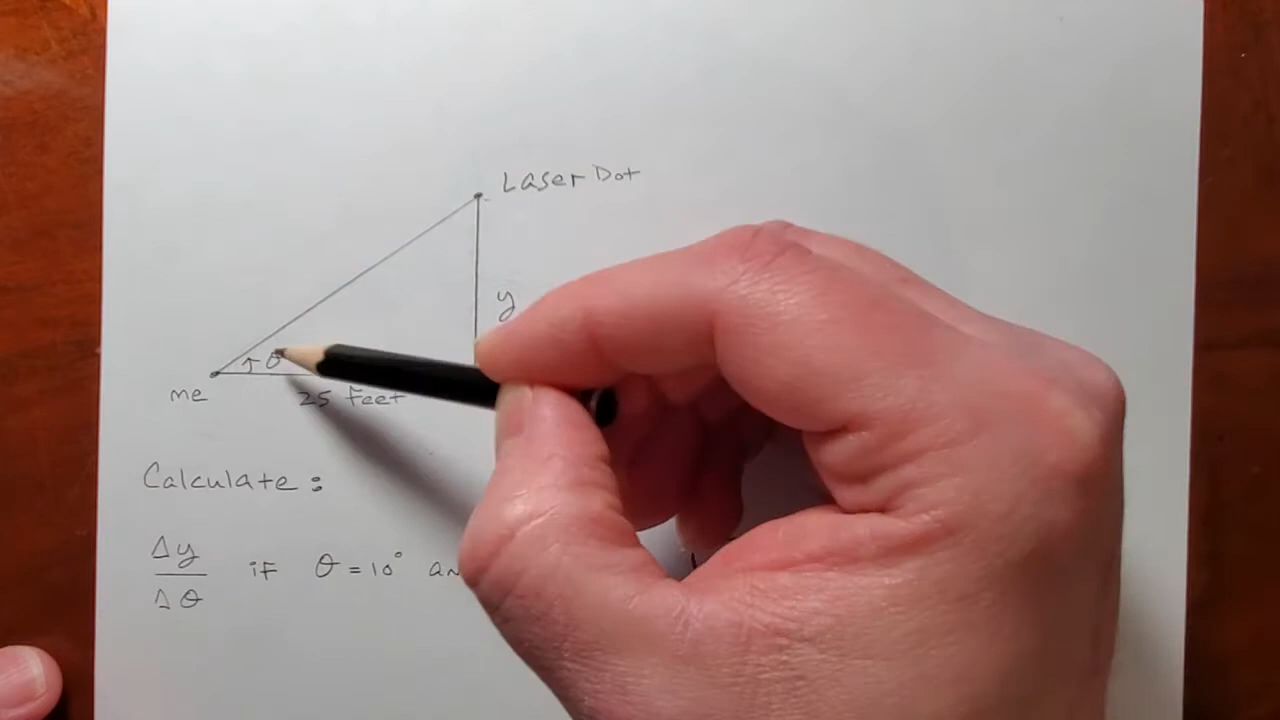 Laser Dot
y
↑ θ
me
25 feet
Calculate:
Δy
Δθ
if θ = 10°